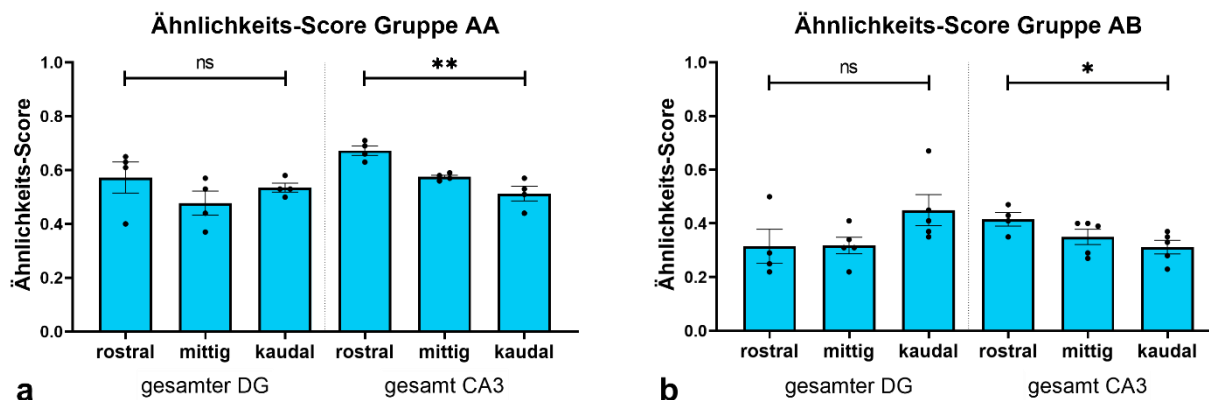 Ähnlichkeits-Score Gruppe AA
Ähnlichkeits-Score
1.0
0.8
0.6
0.4
0.2
0.0
ns
**
rostral mittig kaudal rostral mittig kaudal
gesamter DG gesamt CA3
a
Ähnlichkeits-Score Gruppe AB
Ähnlichkeits-Score
1.0
0.8
0.6
0.4
0.2
0.0
ns
*
rostral mittig kaudal rostral mittig kaudal
gesamter DG gesamt CA3
b